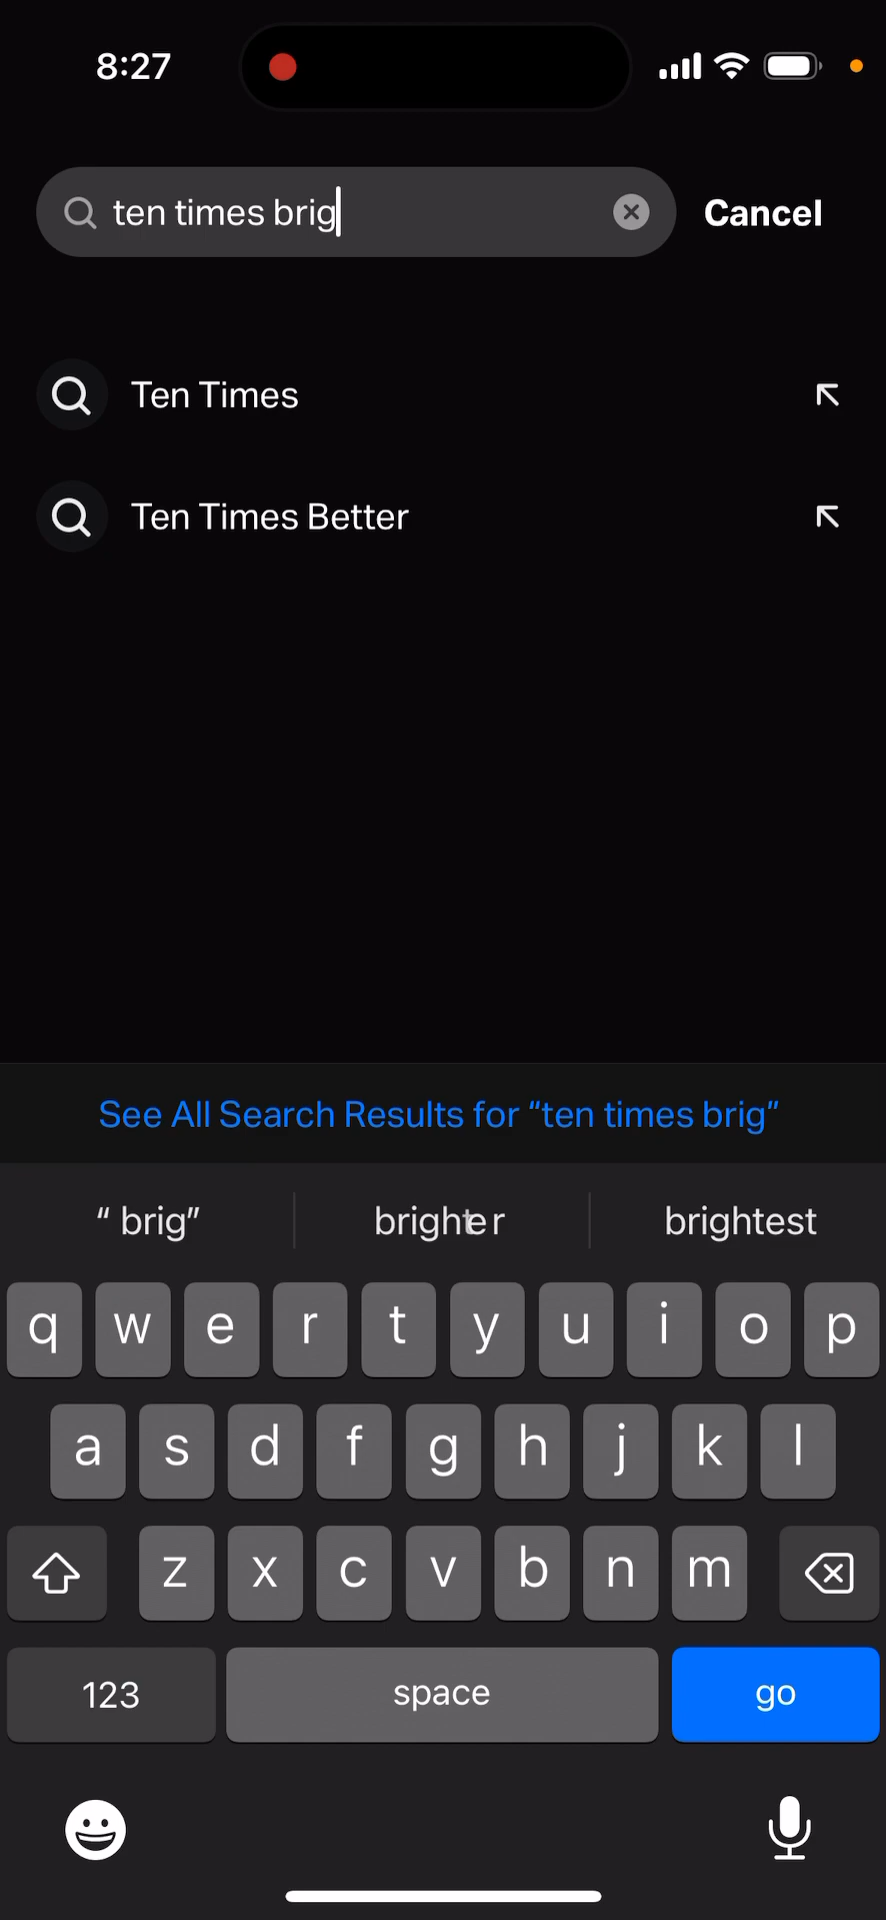 8:27
ten times brig
Cancel
Ten Times
Ten Times Better
See All Search Results for “ten times brig”
“ brig” brighter brightest
q w e r t y u i o p
a s d f g h j k l
z x c v b n m
123 space go